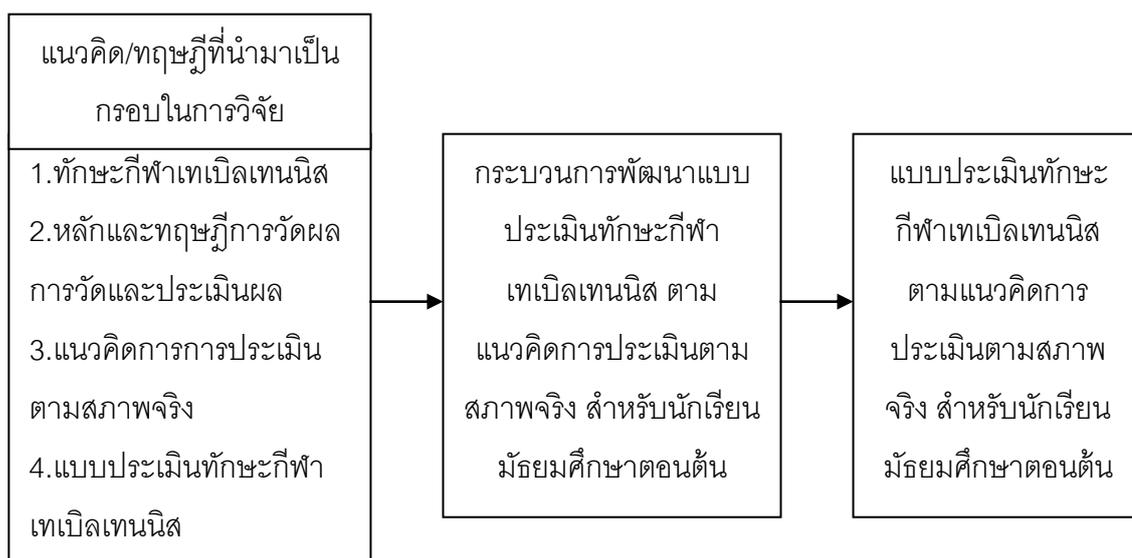 แนวคิด/ทฤษฎีที่นำมาเป็น
กรอบในการวิจัย
1.ทักษะกีฬาเทเบิลเทนนิส
2.หลักและทฤษฎีการวัดผล
การวัดและประเมินผล
3.แนวคิดการการประเมิน
ตามสภาพจริง
4.แบบประเมินทักษะกีฬา
เทเบิลเทนนิส
กระบวนการพัฒนาแบบ
ประเมินทักษะกีฬา
เทเบิลเทนนิส ตาม
แนวคิดการประเมินตาม
สภาพจริง สำหรับนักเรียน
มัธยมศึกษาตอนต้น
แบบประเมินทักษะ
กีฬาเทเบิลเทนนิส
ตามแนวคิดการ
ประเมินตามสภาพ
จริง สำหรับนักเรียน
มัธยมศึกษาตอนต้น